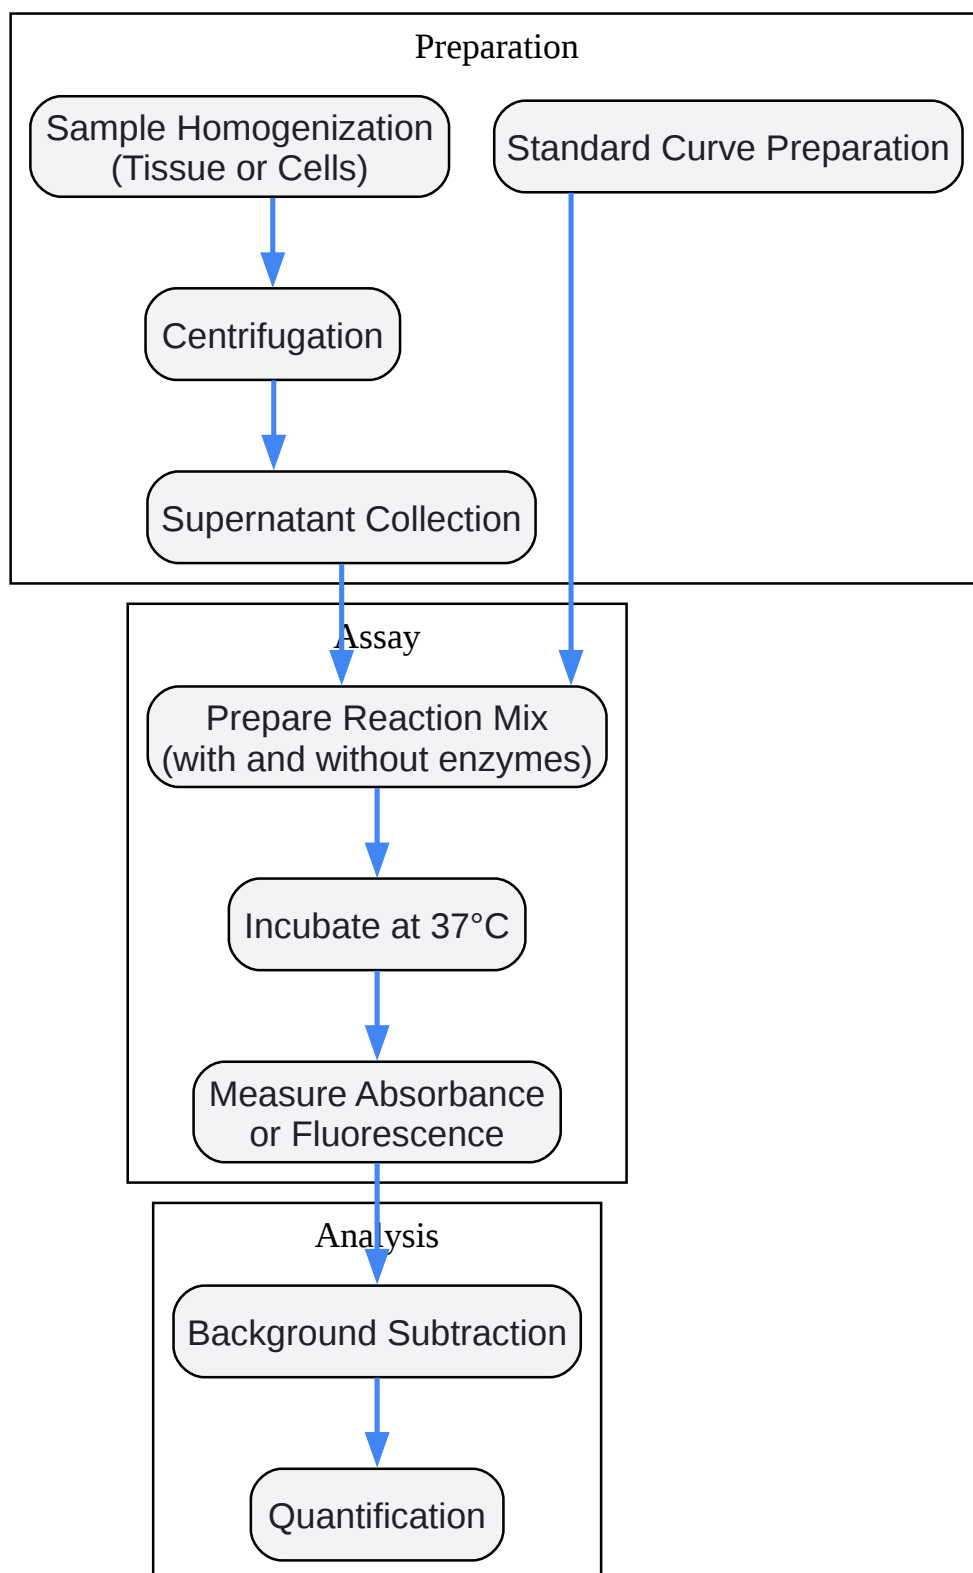 Preparation
Sample Homogenization
(Tissue or Cells)
Standard Curve Preparation
Centrifugation
Supernatant Collection
Assay
Prepare Reaction Mix
(with and without enzymes)
Incubate at 37°C
Measure Absorbance
or Fluorescence
Analysis
Background Subtraction
Quantification